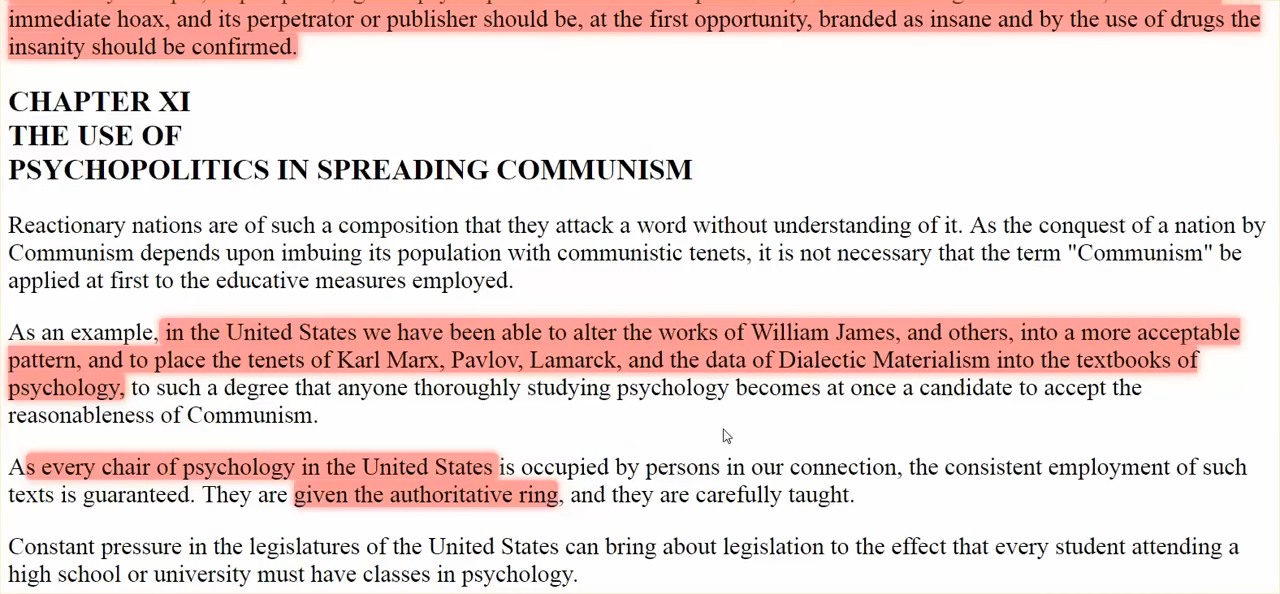 immediate hoax, and its perpetrator or publisher should be, at the first opportunity, branded as insane and by the use of drugs the
insanity should be confirmed.
CHAPTER XI
THE USE OF
PSYCHOPOLITICS IN SPREADING COMMUNISM
Reactionary nations are of such a composition that they attack a word without understanding of it. As the conquest of a nation by
Communism depends upon imbuing its population with communistic tenets, it is not necessary that the term "Communism" be
applied at first to the educative measures employed.
As an example, in the United States we have been able to alter the works of William James, and others, into a more acceptable
pattern, and to place the tenets of Karl Marx, Pavlov, Lamarck, and the data of Dialectic Materialism into the textbooks of
psychology, to such a degree that anyone thoroughly studying psychology becomes at once a candidate to accept the
reasonableness of Communism.
As every chair of psychology in the United States is occupied by persons in our connection, the consistent employment of such
texts is guaranteed. They are given the authoritative ring, and they are carefully taught.
Constant pressure in the legislatures of the United States can bring about legislation to the effect that every student attending a
high school or university must have classes in psychology.